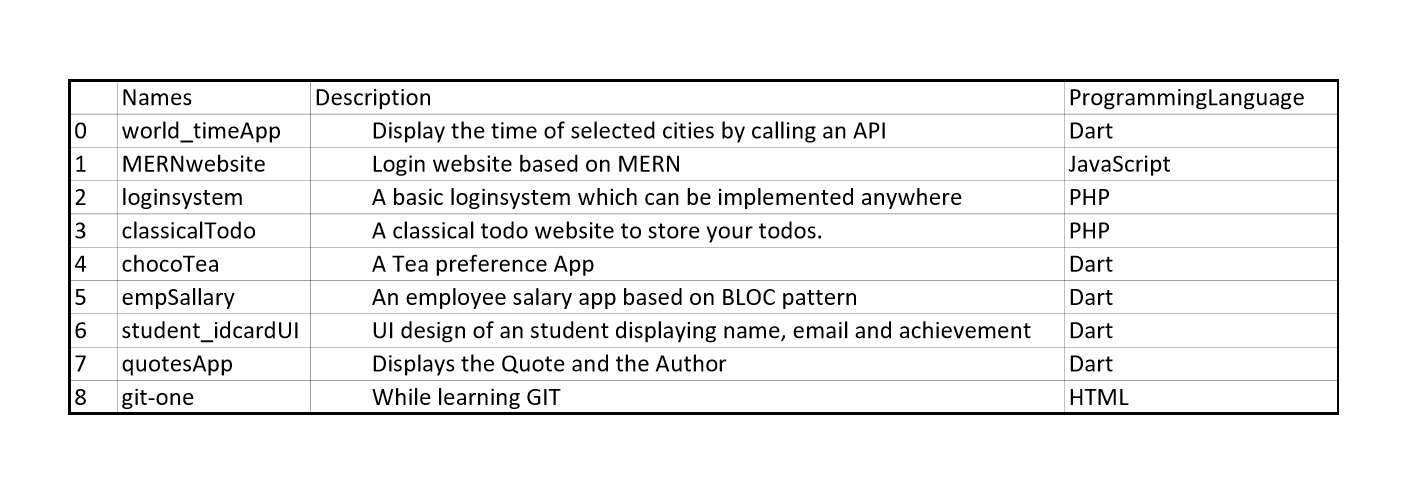 Names Description ProgrammingLanguage
0 world_timeApp Display the time of selected cities by calling an API Dart
1 MERNwebsite Login website based on MERN JavaScript
2 loginsystem A basic loginsystem which can be implemented anywhere PHP
3 classicalTodo A classical todo website to store your todos. PHP
4 chocoTea A Tea preference App Dart
5 empSallary An employee salary app based on BLOC pattern Dart
6 student_idcardUI UI design of an student displaying name, email and achievement Dart
7 quotesApp Displays the Quote and the Author Dart
8 git-one While learning GIT HTML